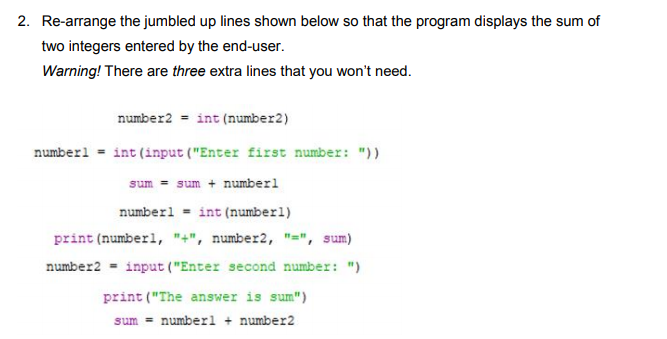 2. Re-arrange the jumbled up lines shown below so that the program displays the sum of
two integers entered by the end-user.
Warning! There are three extra lines that you won't need.
number2 = int(number2)
number1 = int(input("Enter first number: "))
sum = sum + number1
number1 = int(number1)
print(number1, "+", number2, "=", sum)
number2 = input("Enter second number: ")
print("The answer is sum")
sum = number1 + number2